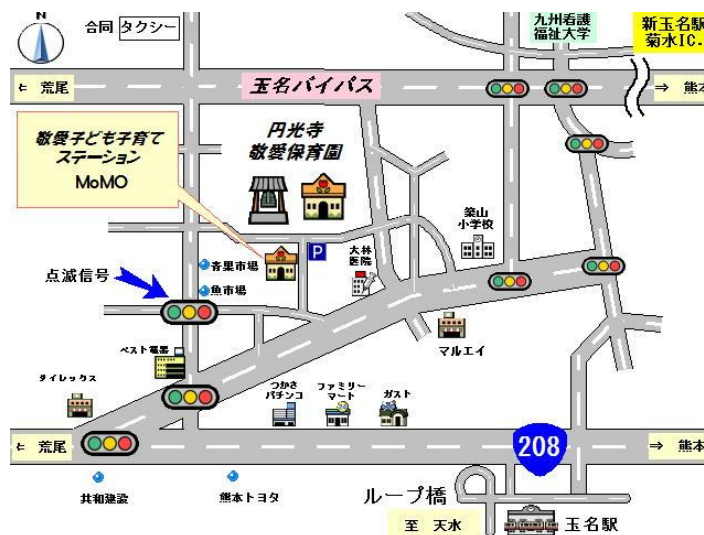 N
合同 タクシー
九州看護
福祉大学
新玉名駅
菊水IC.
⇐ 荒尾
玉名バイパス
⇒ 熊本
敬愛子ども子育て
ステーション
MoMO
円光寺
敬愛保育園
築山
小学校
P
大林
医院
青果市場
点滅信号
魚市場
マルエイ
ベスト電器
ダイレックス
つかさ
パチンコ
ファミリー
マート
ガスト
⇐ 荒尾
208
⇒ 熊本
共和建設
熊本トヨタ
ループ橋
至 天水
玉名駅